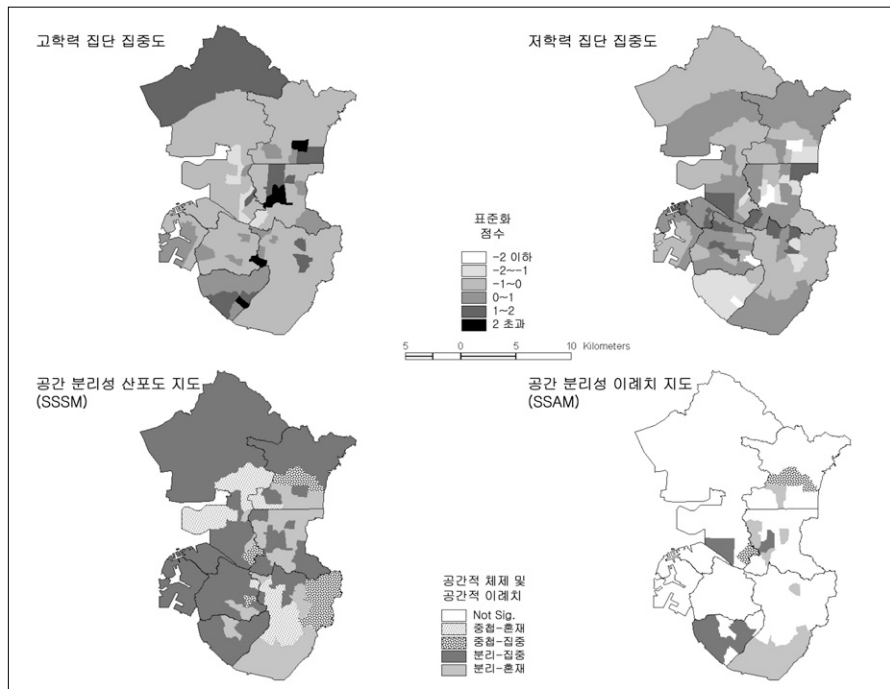 고학력 집단 집중도
저학력 집단 집중도
표준화
점수
-2 이하
-2~-1
-1~0
0~1
1~2
2 초과
5 0 5 10 Kilometers
공간 분리성 산포도 지도
(SSSM)
공간 분리성 이례치 지도
(SSAM)
공간적 체제 및
공간적 이례치
Not Sig.
중첩-혼재
중첩-집중
분리-집중
분리-혼재